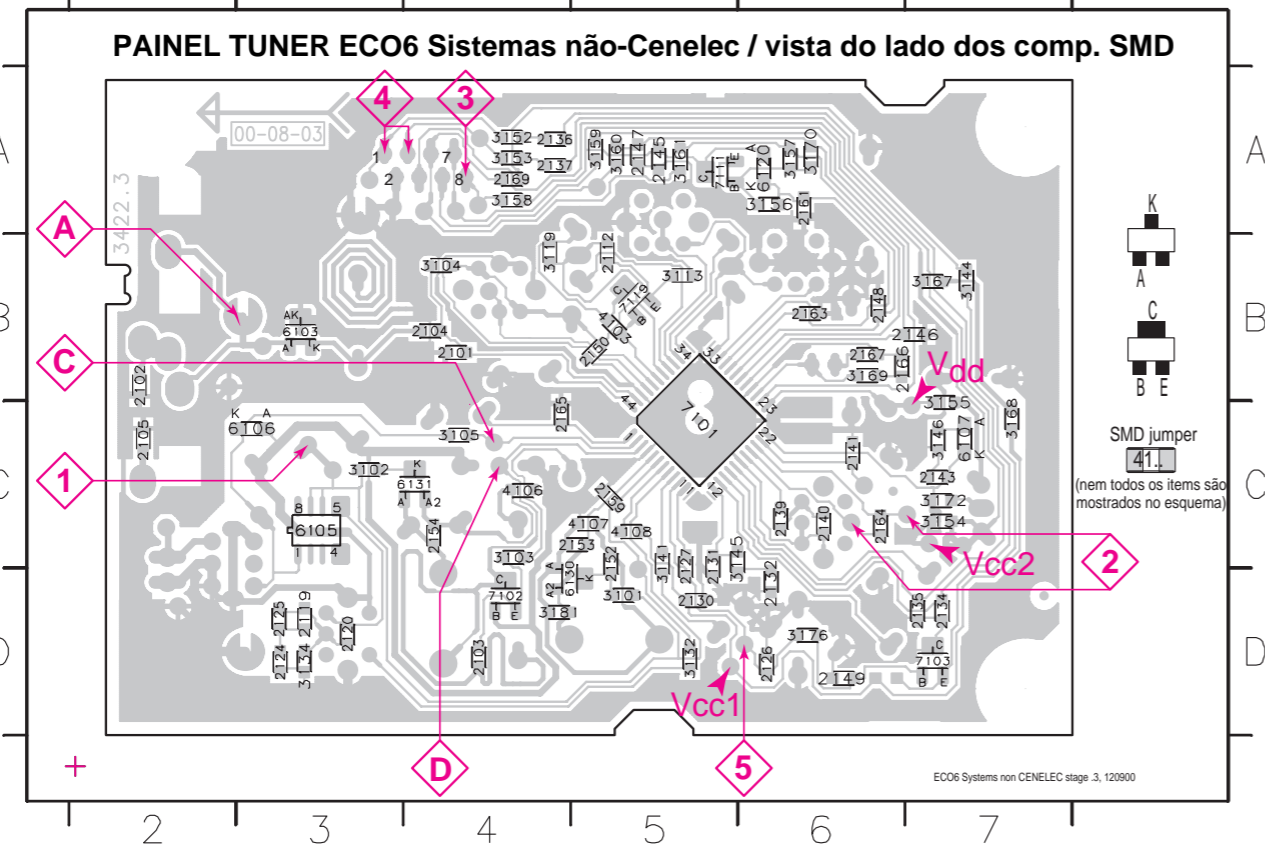 PAINEL TUNER ECO6 Sistemas não-Cenelec / vista do lado dos comp. SMD
4
3
00-08-03
3422.3
1
2
7
8
3152
2136
3153
2137
2169
3158
3159
3160
2147
2145
3161
C
7111
E
B
A
6120
K
3157
3170
3156
2161
A
A
A
3119
2112
3104
3113
3167
3144
C
7119
B
E
4103
2163
2148
2146
AK
6103
A
K
2104
2101
2150
34
33
2167
3169
2166
Vdd
B
B
C
2102
2105
K
A
6106
3105
2165
44
1
7101
23
22
11
12
3155
3168
3146
6107
A
K
2141
2143
3172
3154
1
3102
K
6131
A
A2
4106
2159
2139
2140
2164
8
5
6105
1
4
2154
4107
4108
2153
3103
2152
3141
2127
2131
3145
2132
Vcc2
2
C
C
A2
A
6130
K
C
7102
B
E
3181
3101
2130
2135
2134
2125
2119
2120
2124
3134
2103
3132
2126
3176
2149
C
7103
B
E
Vcc1
D
D
D
5
K
A
C
B
E
SMD jumper
41..
(nem todos os items são
mostrados no esquema)
ECO6 Systems non CENELEC stage .3, 120900
2
3
4
5
6
7